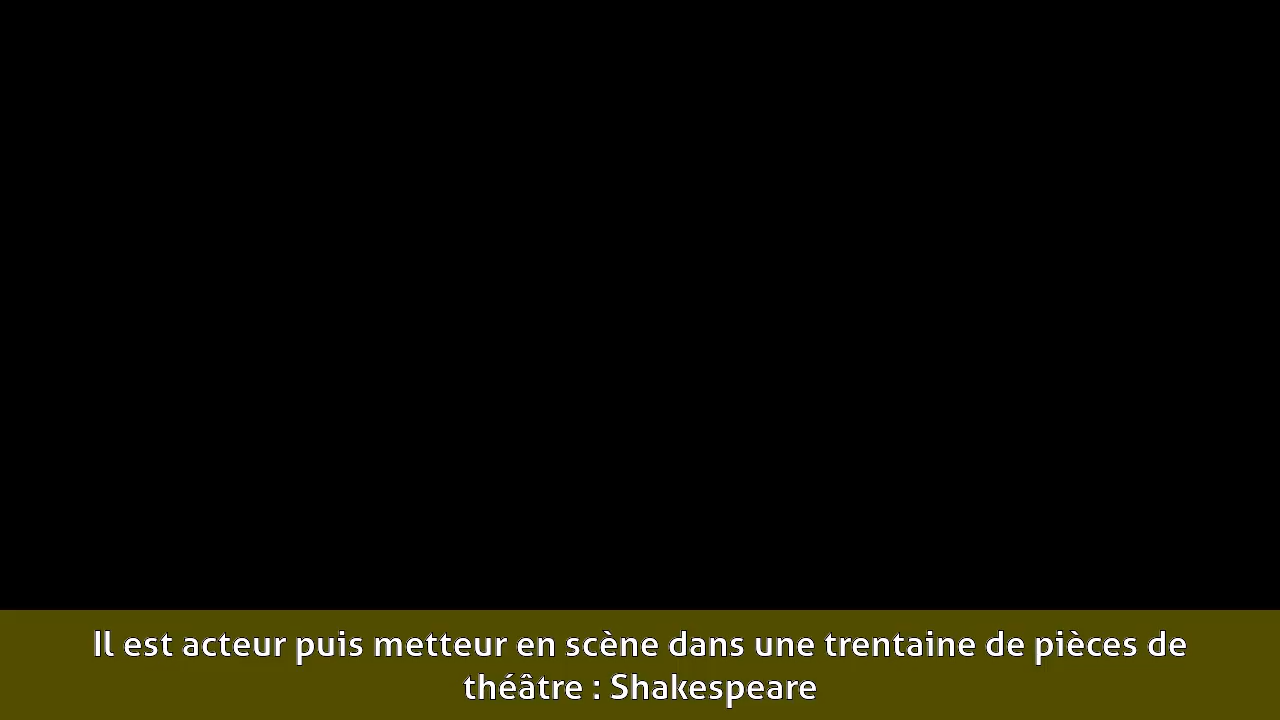 Il est acteur puis metteur en scène dans une trentaine de pièces de
théâtre : Shakespeare